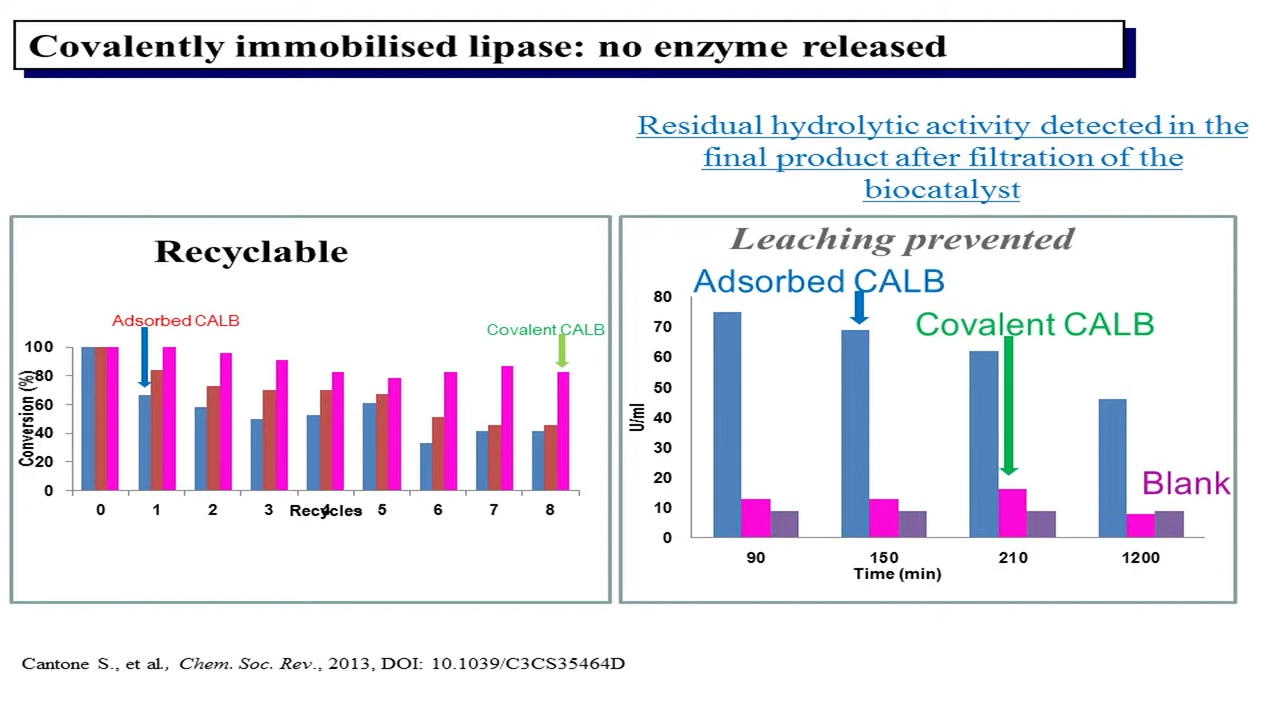 Covalently immobilised lipase: no enzyme released
Residual hydrolytic activity detected in the
final product after filtration of the
biocatalyst
Recyclable
Adsorbed CALB
Covalent CALB
Conversion (%)
100
80
60
40
20
0
0 1 2 3 4 5 6 7 8
Recycles
Leaching prevented
Adsorbed CALB
Covalent CALB
Blank
U/ml
80
70
60
50
40
30
20
10
0
90 150 210 1200
Time (min)
Cantone S., et al., Chem. Soc. Rev., 2013, DOI: 10.1039/C3CS35464D